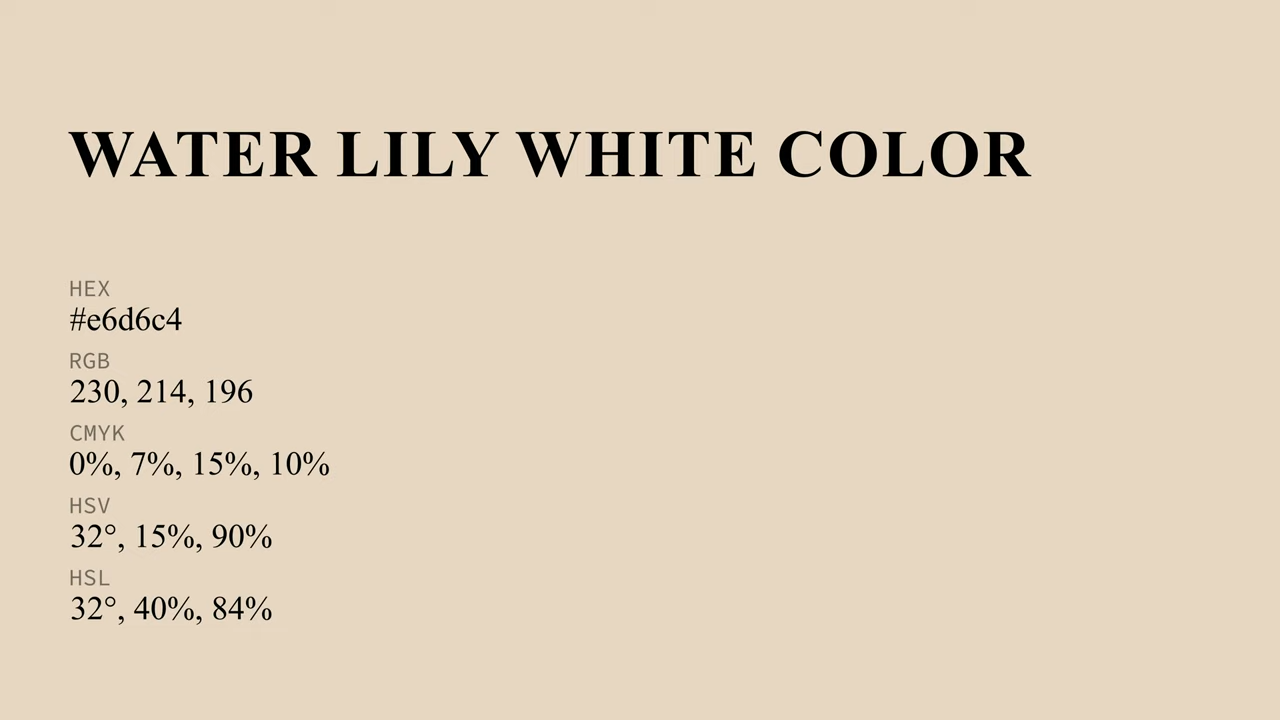 WATER LILY WHITE COLOR
HEX
#e6d6c4
RGB
230, 214, 196
CMYK
0%, 7%, 15%, 10%
HSV
32°, 15%, 90%
HSL
32°, 40%, 84%